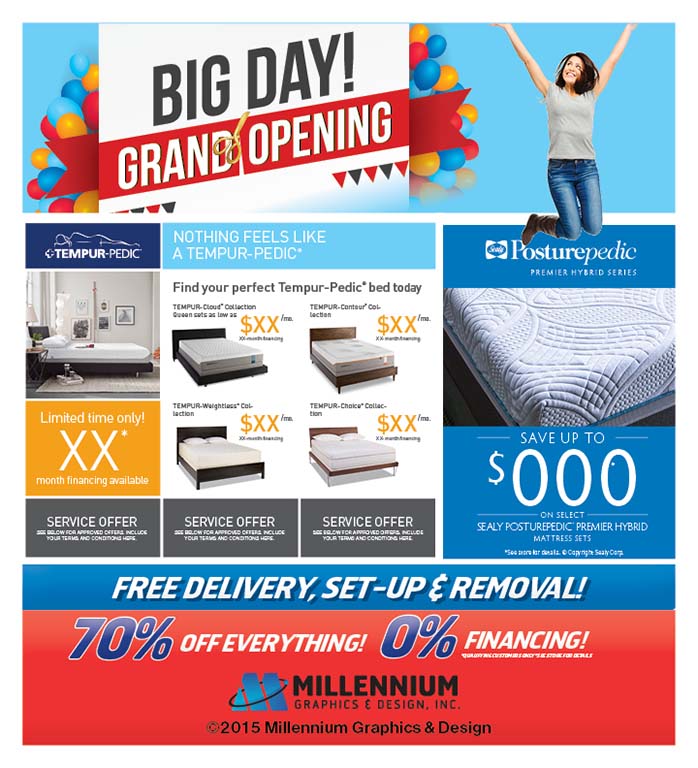 BIG DAY!
GRAND of OPENING
TEMPUR-PEDIC®
NOTHING FEELS LIKE
A TEMPUR-PEDIC®
Find your perfect Tempur-Pedic® bed today
TEMPUR-Cloud® Collection
Queen sets as low as
$XX/mo.
XX-month financing
TEMPUR-Contour® Col-
lection
$XX/mo.
XX-month financing
TEMPUR-Weightless® Col-
lection
$XX/mo.
XX-month financing
TEMPUR-Choice® Collec-
tion
$XX/mo.
XX-month financing
Limited time only!
XX*
month financing available
SERVICE OFFER
SEE BELOW FOR APPROVED OFFERS. INCLUDE
YOUR TERMS AND CONDITIONS HERE.
SERVICE OFFER
SEE BELOW FOR APPROVED OFFERS. INCLUDE
YOUR TERMS AND CONDITIONS HERE.
SERVICE OFFER
SEE BELOW FOR APPROVED OFFERS. INCLUDE
YOUR TERMS AND CONDITIONS HERE.
Sealy Posturepedic
PREMIER HYBRID SERIES
SAVE UP TO
$000
ON SELECT
SEALY POSTUREPEDIC® PREMIER HYBRID
MATTRESS SETS
*See store for details. © Copyright Sealy Corp.
FREE DELIVERY, SET-UP & REMOVAL!
70% OFF EVERYTHING! 0% FINANCING!
*QUALIFYING CUSTOMERS ONLY *SEE STORE FOR DETAILS
MILLENNIUM
GRAPHICS & DESIGN, INC.
©2015 Millennium Graphics & Design